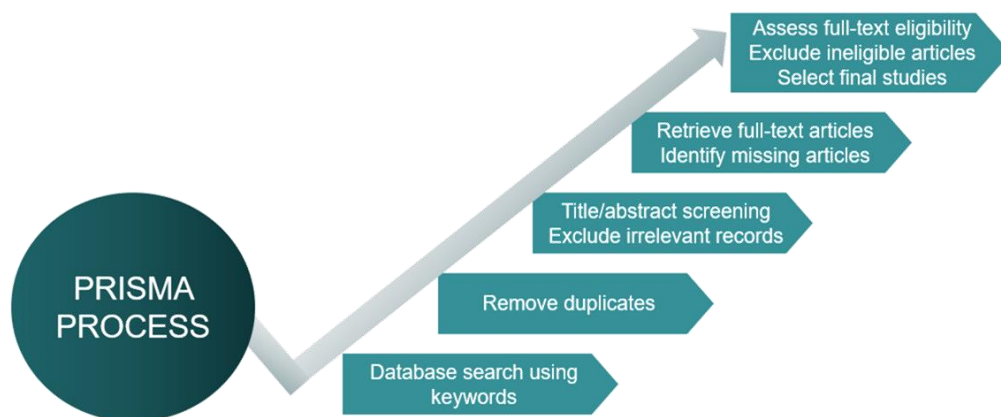 Assess full-text eligibility
Exclude ineligible articles
Select final studies
Retrieve full-text articles
Identify missing articles
Title/abstract screening
Exclude irrelevant records
PRISMA
PROCESS
Remove duplicates
Database search using
keywords